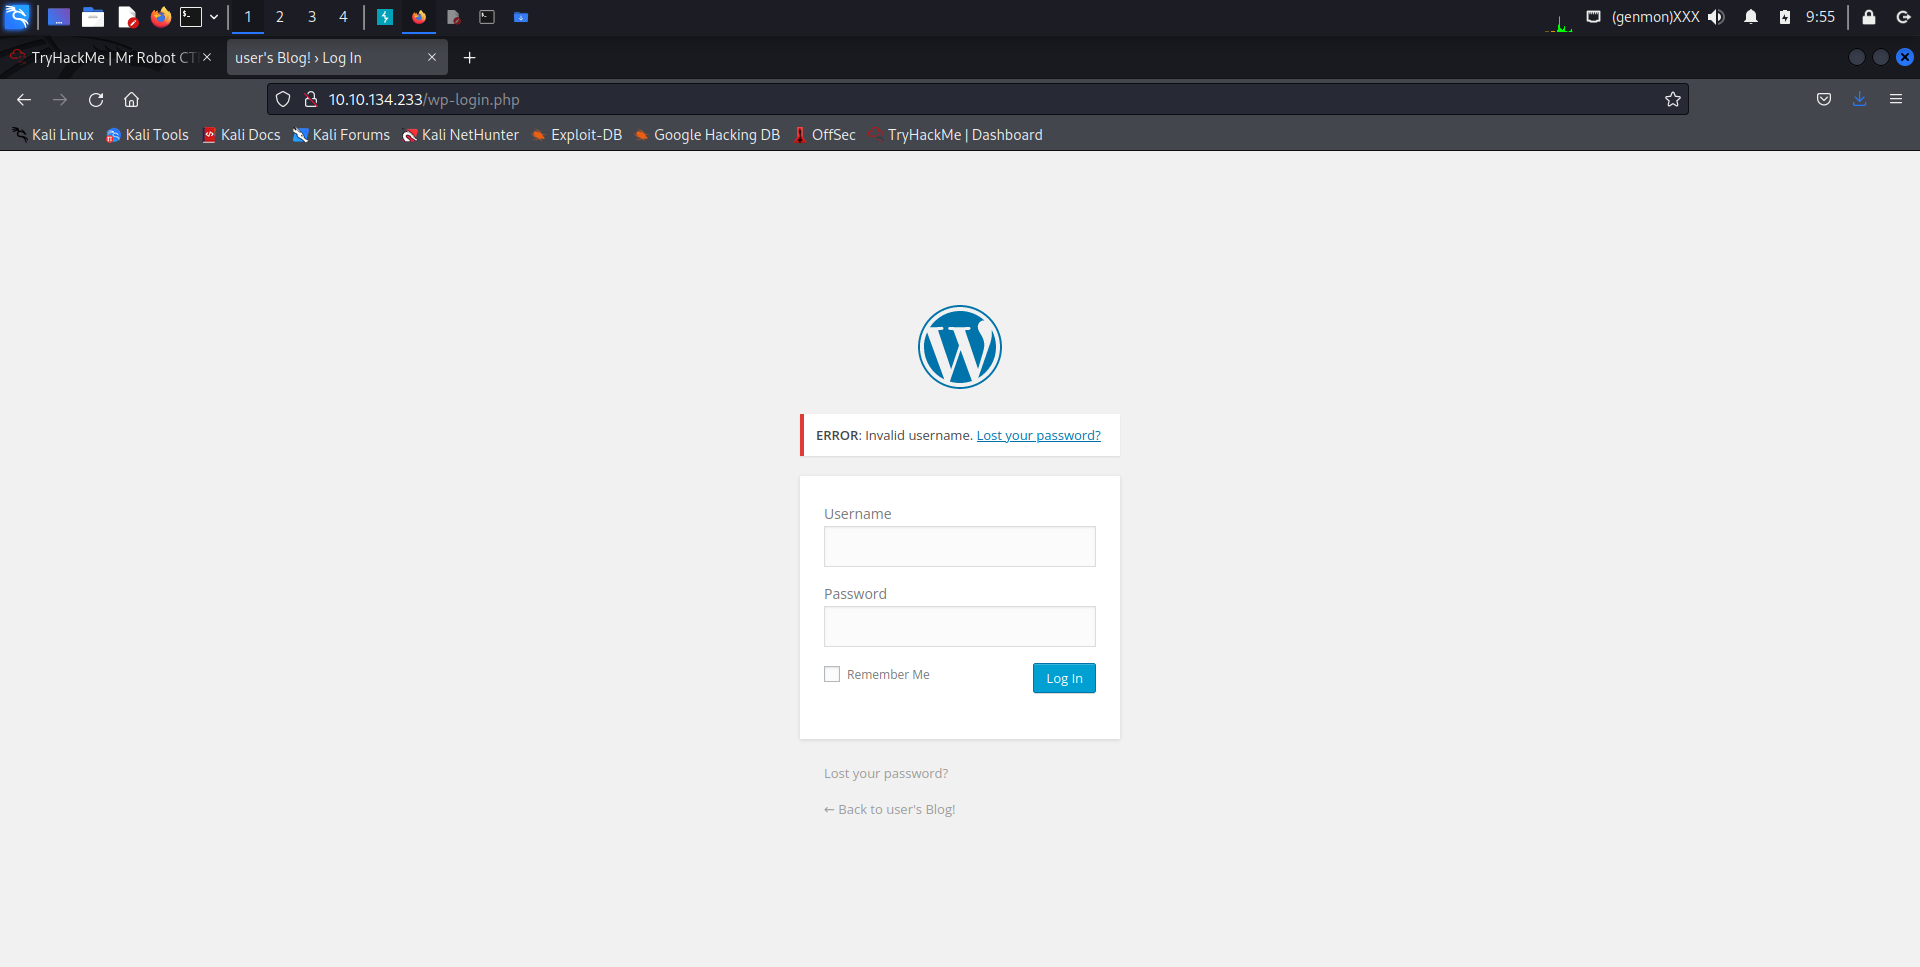 1 2 3 4 (genmon)XXX 9:55
TryHackMe | Mr Robot CT user's Blog! › Log In
10.10.134.233/wp-login.php
Kali Linux Kali Tools Kali Docs Kali Forums Kali NetHunter Exploit-DB Google Hacking DB OffSec TryHackMe | Dashboard
ERROR: Invalid username. Lost your password?
Username
Password
Remember Me Log In
Lost your password?
← Back to user's Blog!